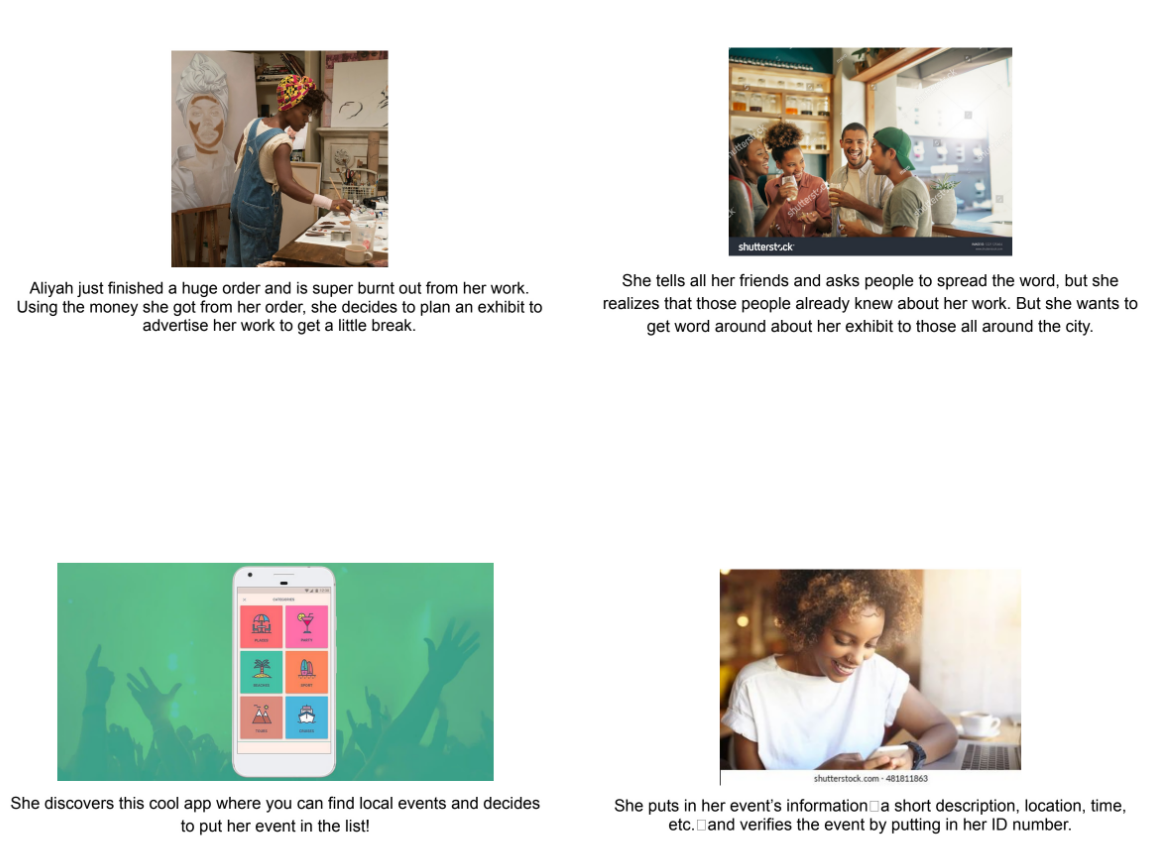 shutterstock
Aliyah just finished a huge order and is super burnt out from her work.
Using the money she got from her order, she decides to plan an exhibit to
advertise her work to get a little break.
She tells all her friends and asks people to spread the word, but she
realizes that those people already knew about her work. But she wants to
get word around about her exhibit to those all around the city.
CATEGORIES
PLACES PARTY
SPORT
TOURS
She discovers this cool app where you can find local events and decides
to put her event in the list!
shutterstock.com - 481811863
She puts in her event’s information□a short description, location, time,
etc.□and verifies the event by putting in her ID number.